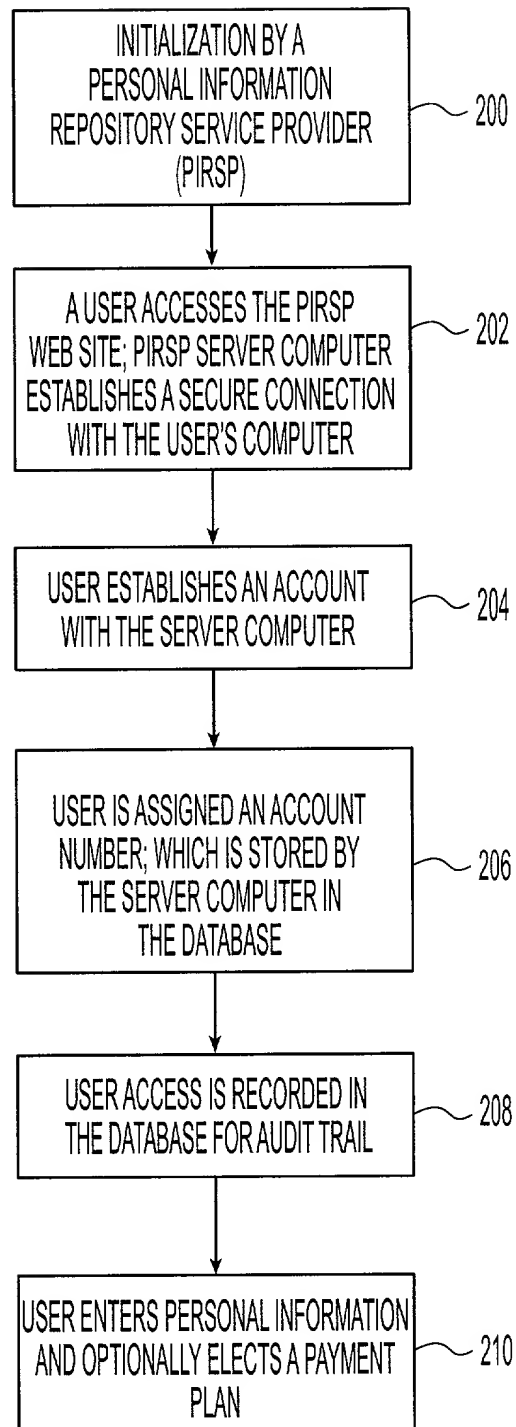 INITIALIZATION BY A
PERSONAL INFORMATION
REPOSITORY SERVICE PROVIDER
(PIRSP)
200
A USER ACCESSES THE PIRSP
WEB SITE; PIRSP SERVER COMPUTER
ESTABLISHES A SECURE CONNECTION
WITH THE USER'S COMPUTER
202
USER ESTABLISHES AN ACCOUNT
WITH THE SERVER COMPUTER
204
USER IS ASSIGNED AN ACCOUNT
NUMBER; WHICH IS STORED BY
THE SERVER COMPUTER IN
THE DATABASE
206
USER ACCESS IS RECORDED IN
THE DATABASE FOR AUDIT TRAIL
208
USER ENTERS PERSONAL INFORMATION
AND OPTIONALLY ELECTS A PAYMENT
PLAN
210